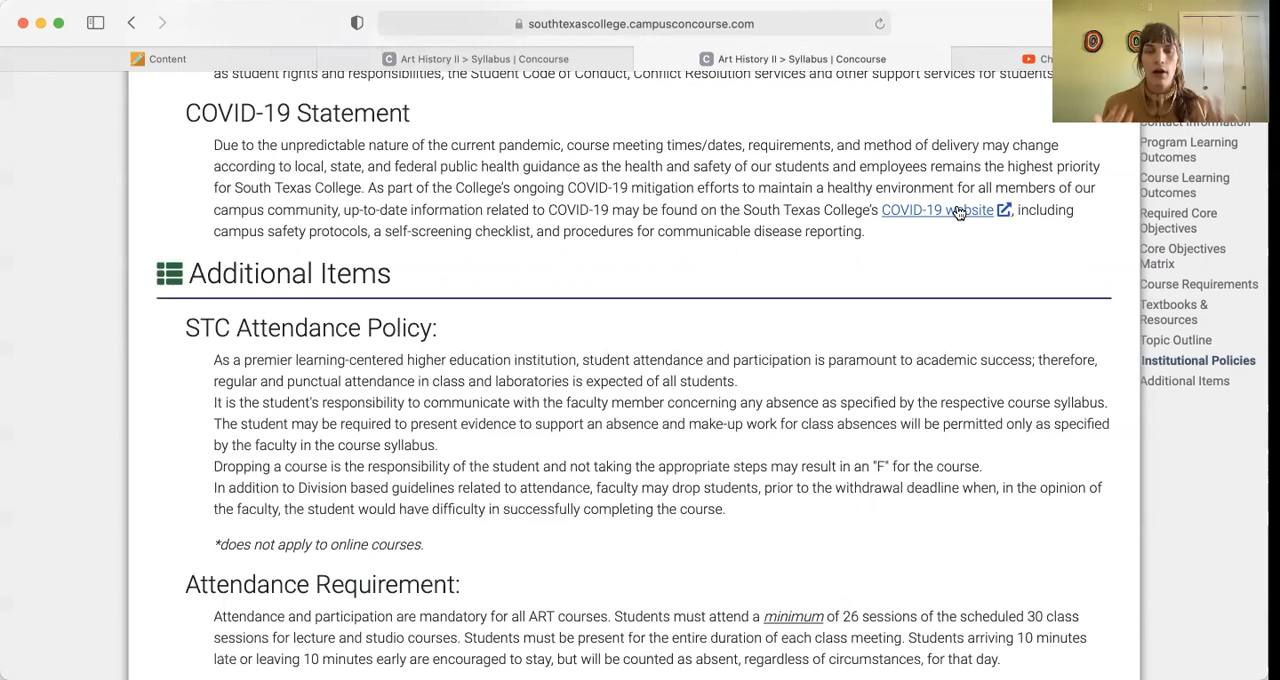 southtexascollege.campusconcourse.com
Content
Art History II > Syllabus | Concourse
Art History II > Syllabus | Concourse
Ch
as student rights and responsibilities, the Student Code of Conduct, Conflict Resolution services and other support services for students
COVID-19 Statement
Due to the unpredictable nature of the current pandemic, course meeting times/dates, requirements, and method of delivery may change
according to local, state, and federal public health guidance as the health and safety of our students and employees remains the highest priority
for South Texas College. As part of the College's ongoing COVID-19 mitigation efforts to maintain a healthy environment for all members of our
campus community, up-to-date information related to COVID-19 may be found on the South Texas College's COVID-19 website, including
campus safety protocols, a self-screening checklist, and procedures for communicable disease reporting.
Additional Items
STC Attendance Policy:
As a premier learning-centered higher education institution, student attendance and participation is paramount to academic success; therefore,
regular and punctual attendance in class and laboratories is expected of all students.
It is the student's responsibility to communicate with the faculty member concerning any absence as specified by the respective course syllabus.
The student may be required to present evidence to support an absence and make-up work for class absences will be permitted only as specified
by the faculty in the course syllabus.
Dropping a course is the responsibility of the student and not taking the appropriate steps may result in an "F" for the course.
In addition to Division based guidelines related to attendance, faculty may drop students, prior to the withdrawal deadline when, in the opinion of
the faculty, the student would have difficulty in successfully completing the course.
*does not apply to online courses.
Attendance Requirement:
Attendance and participation are mandatory for all ART courses. Students must attend a minimum of 26 sessions of the scheduled 30 class
sessions for lecture and studio courses. Students must be present for the entire duration of each class meeting. Students arriving 10 minutes
late or leaving 10 minutes early are encouraged to stay, but will be counted as absent, regardless of circumstances, for that day.
Contact Information
Program Learning
Outcomes
Course Learning
Outcomes
Required Core
Objectives
Core Objectives
Matrix
Course Requirements
Textbooks &
Resources
Topic Outline
Institutional Policies
Additional Items